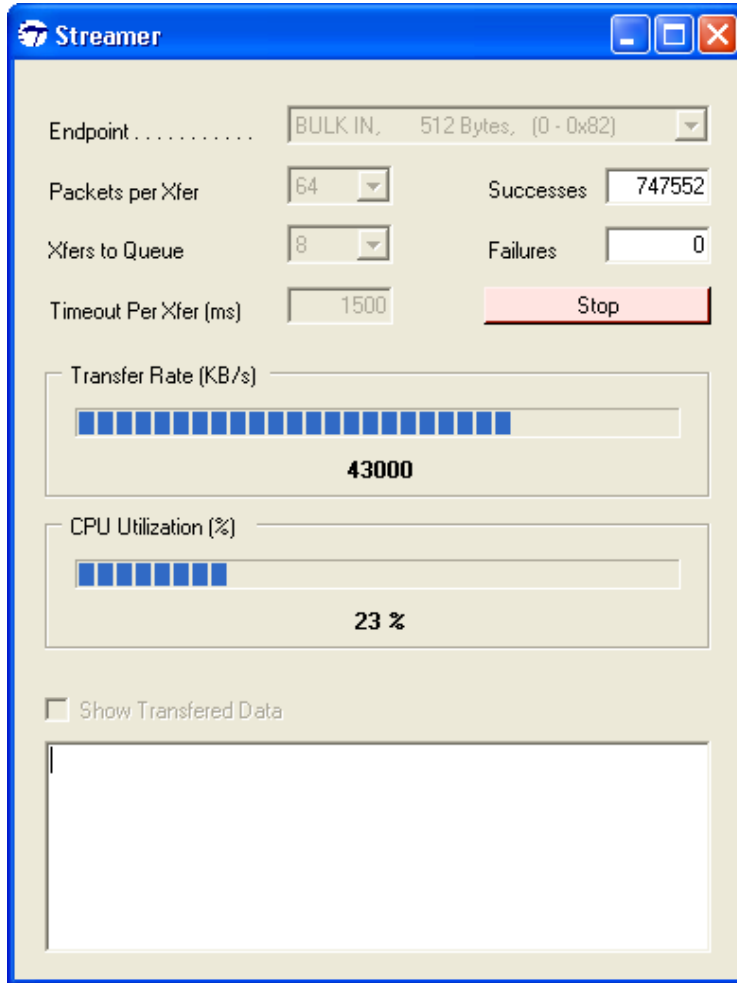 Streamer
Endpoint . . . . . . . . . . . BULK IN, 512 Bytes, (0 - 0x82)
Packets per Xfer 64 Successes 747552
Xfers to Queue 8 Failures 0
Timeout Per Xfer (ms) 1500 Stop
Transfer Rate (KB/s)
43000
CPU Utilization (%)
23 %
Show Transfered Data